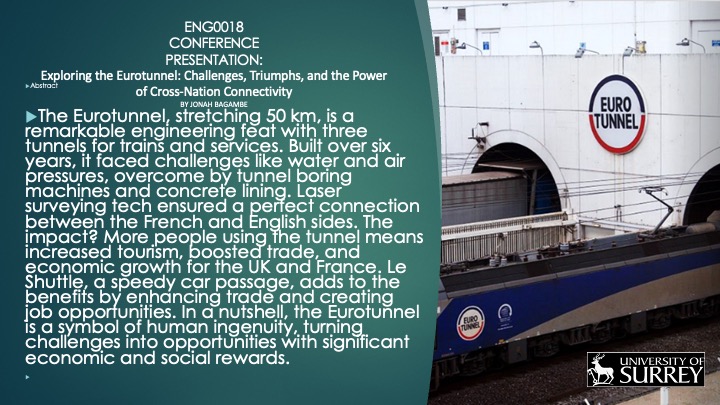 ENG0018
CONFERENCE
PRESENTATION:
Exploring the Eurotunnel: Challenges, Triumphs, and the Power
of Cross-Nation Connectivity
BY JONAH BAGAMBE
Abstract
The Eurotunnel, stretching 50 km, is a
remarkable engineering feat with three
tunnels for trains and services. Built over six
years, it faced challenges like water and air
pressures, overcome by tunnel boring
machines and concrete lining. Laser
surveying tech ensured a perfect connection
between the French and English sides. The
impact? More people using the tunnel means
increased tourism, boosted trade, and
economic growth for the UK and France. Le
Shuttle, a speedy car passage, adds to the
benefits by enhancing trade and creating
job opportunities. In a nutshell, the Eurotunnel
is a symbol of human ingenuity, turning
challenges into opportunities with significant
economic and social rewards.
EURO
TUNNEL
EURO
TUNNEL
UNIVERSITY OF
SURREY